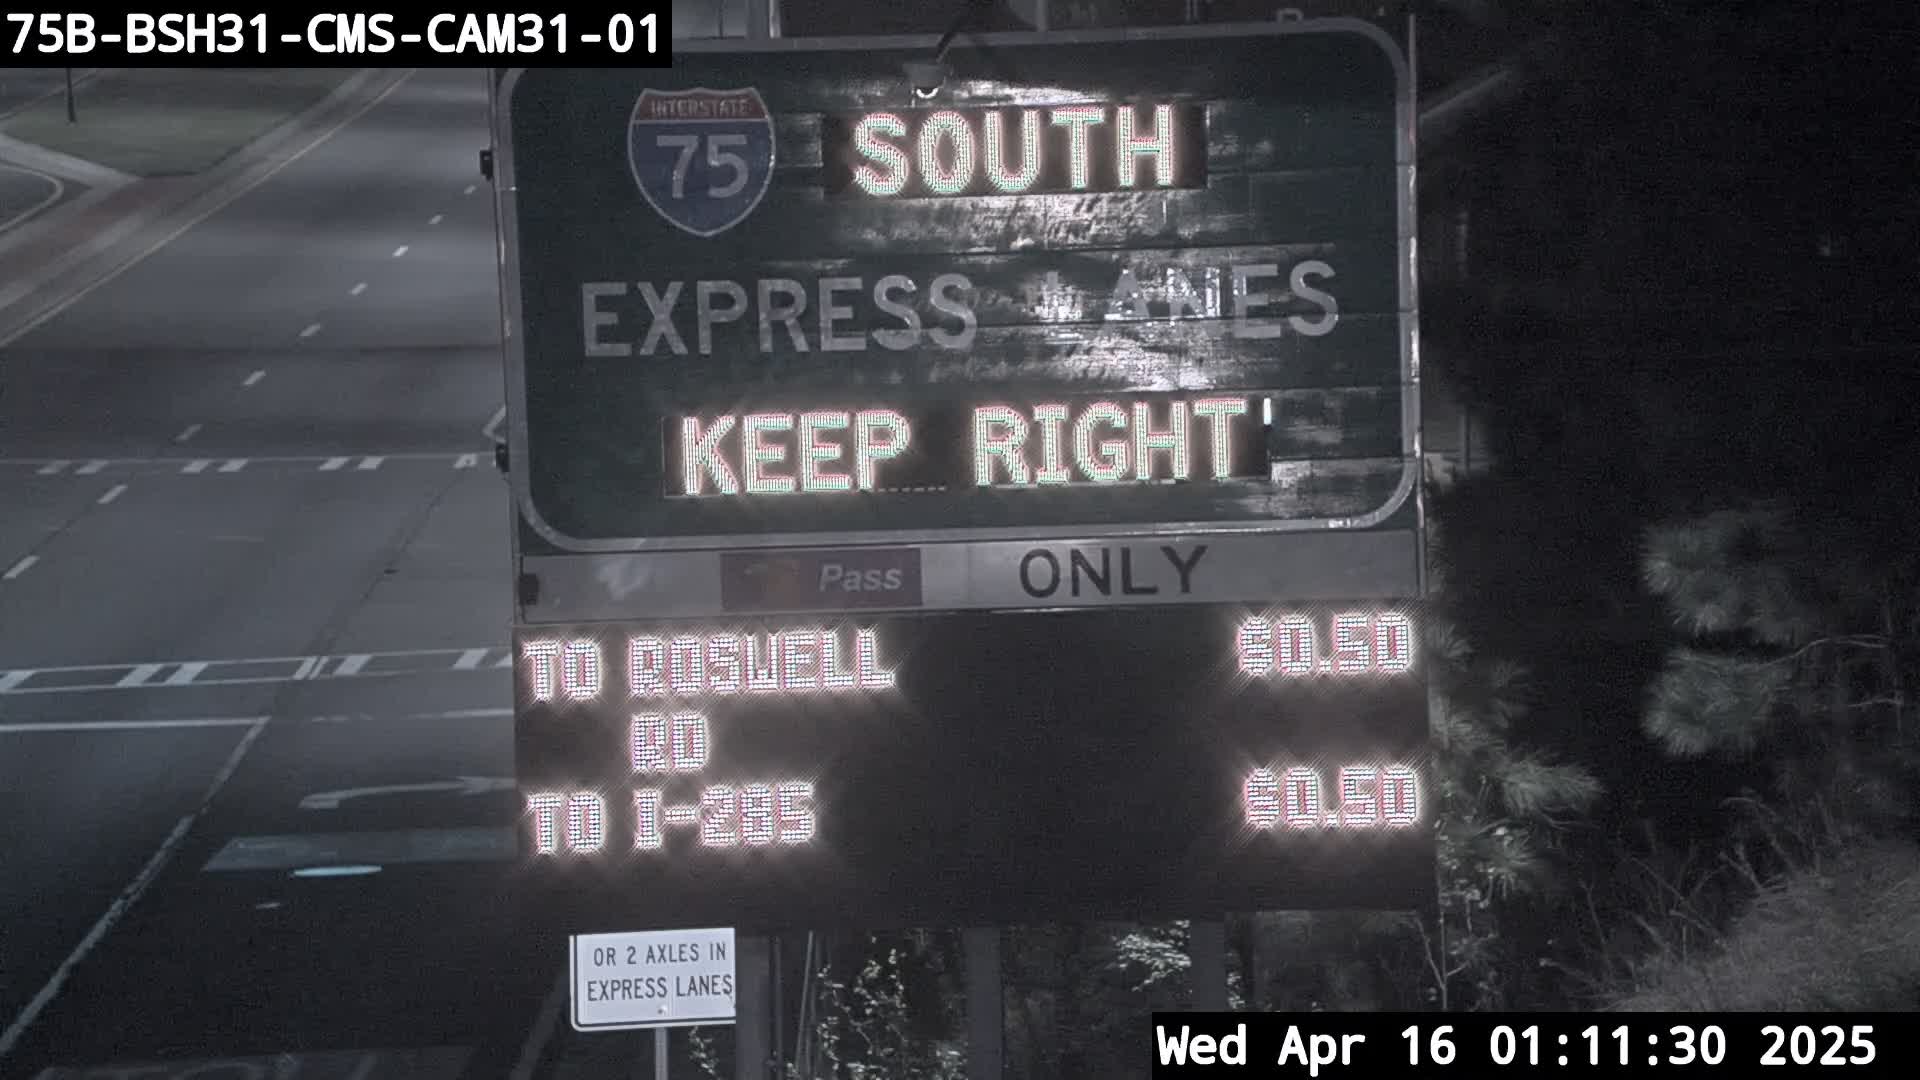 75B-BSH31-CMS-CAM31-01
INTERSTATE
75
SOUTH
EXPRESS LANES
KEEP RIGHT
Pass ONLY
TO ROSWELL $0.50
RD
TO I-285 $0.50
OR 2 AXLES IN
EXPRESS LANES
Wed Apr 16 01:11:30 2025